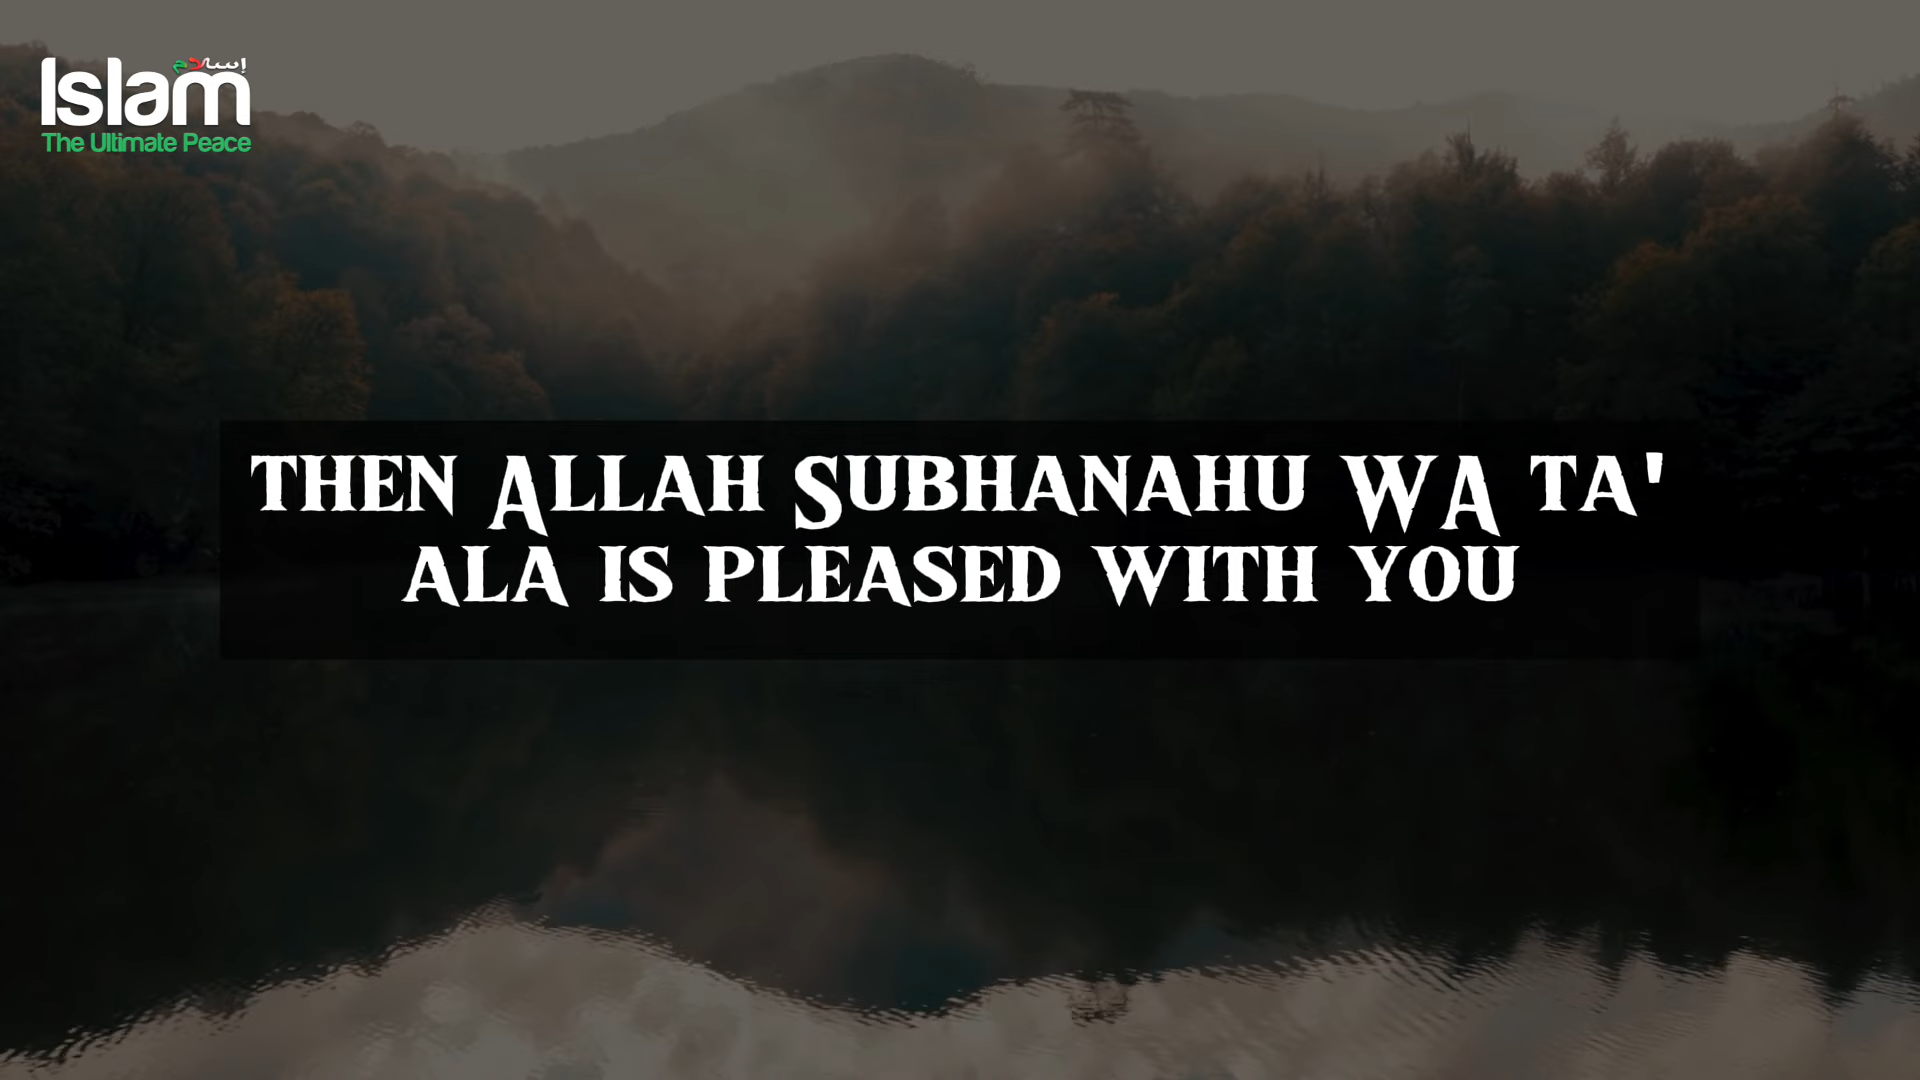 إسلام
Islam
The Ultimate Peace
THEN ALLAH SUBHANAHU WA TA'
ALA IS PLEASED WITH YOU